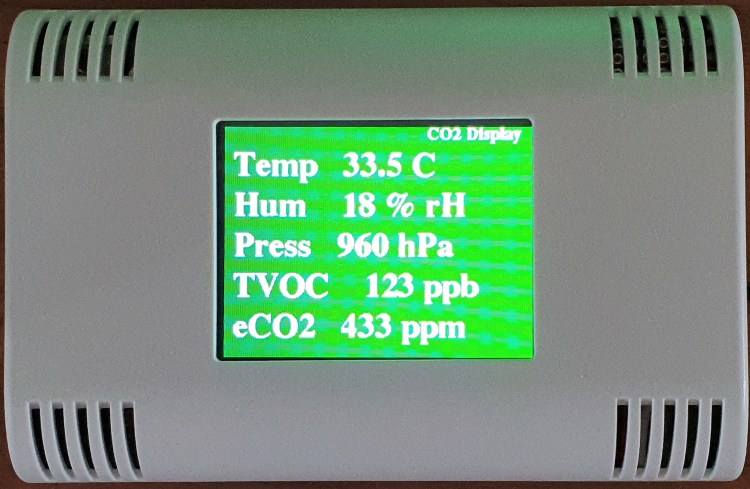 CO2 Display
Temp 33.5 C
Hum 18 % rH
Press 960 hPa
TVOC 123 ppb
eCO2 433 ppm